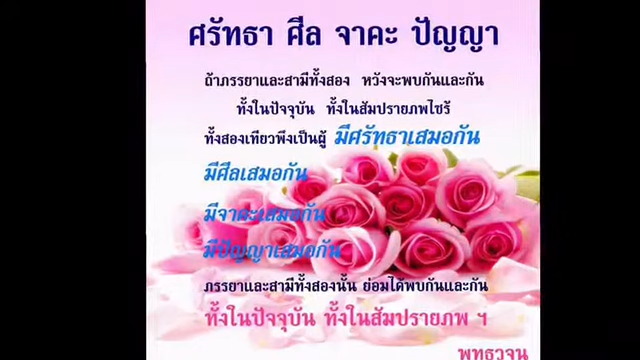 ศรัทธา ศีล จาคะ ปัญญา
ถ้าภรรยาและสามีทั้งสอง หวังจะพบกันและกัน
ทั้งในปัจจุบัน ทั้งในสัมปรายภพไซร้
ทั้งสองเทียวพึงเป็นผู้ มีศรัทธาเสมอกัน
มีศีลเสมอกัน
มีจาคะเสมอกัน
มีปัญญาเสมอกัน
ภรรยาและสามีทั้งสองนั้น ย่อมได้พบกันและกัน
ทั้งในปัจจุบัน ทั้งในสัมปรายภพ ฯ
พุทธวจน